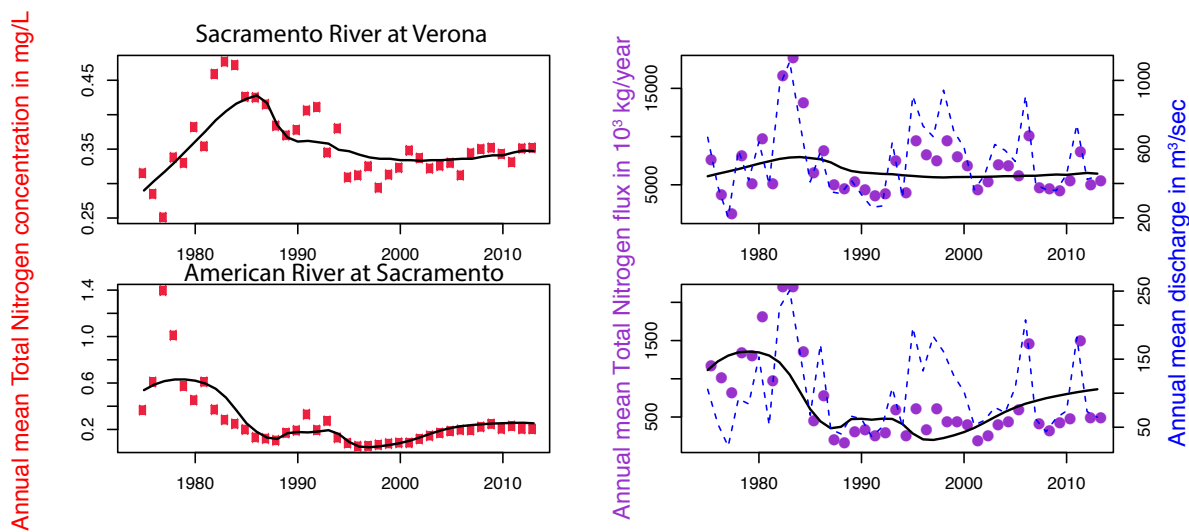 Annual mean Total Nitrogen concentration in mg/L
Sacramento River at Verona
0.45
0.35
0.25
1980 1990 2000 2010
American River at Sacramento
1.4
1.0
0.6
0.2
1980 1990 2000 2010
Annual mean Total Nitrogen flux in 10³ kg/year
15000
5000
1000
600
400
200
1980 1990 2000 2010
1500
500
250
150
100
50
1980 1990 2000 2010
Annual mean discharge in m³/sec